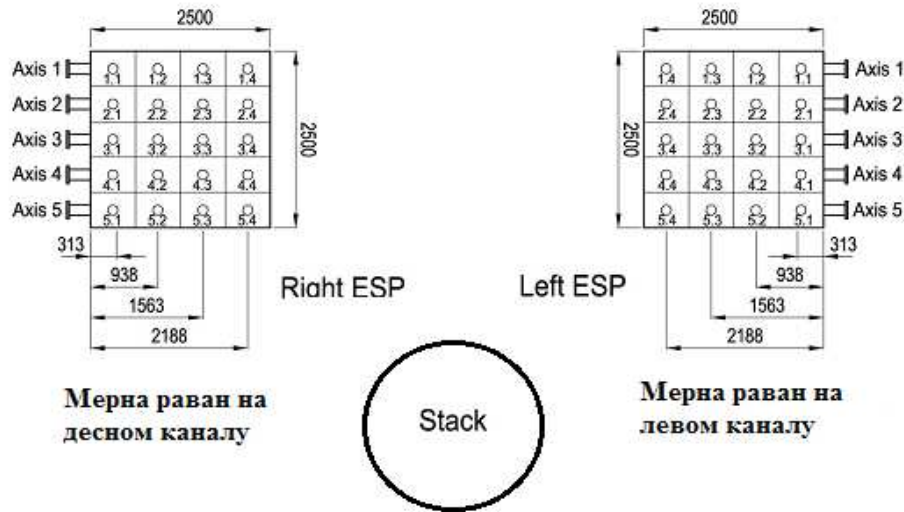 2500
2500
Axis 1
1.1 1.2 1.3 1.4
1.4 1.3 1.2 1.1
Axis 1
Axis 2
2.1 2.2 2.3 2.4
2.4 2.3 2.2 2.1
Axis 2
Axis 3
3.1 3.2 3.3 3.4
2500
2500
3.4 3.3 3.2 3.1
Axis 3
Axis 4
4.1 4.2 4.3 4.4
4.4 4.3 4.2 4.1
Axis 4
Axis 5
5.1 5.2 5.3 5.4
5.4 5.3 5.2 5.1
Axis 5
313
313
938
938
Right ESP
Left ESP
1563
1563
2188
2188
Мерна раван на
десном каналу
Stack
Мерна раван на
левом каналу